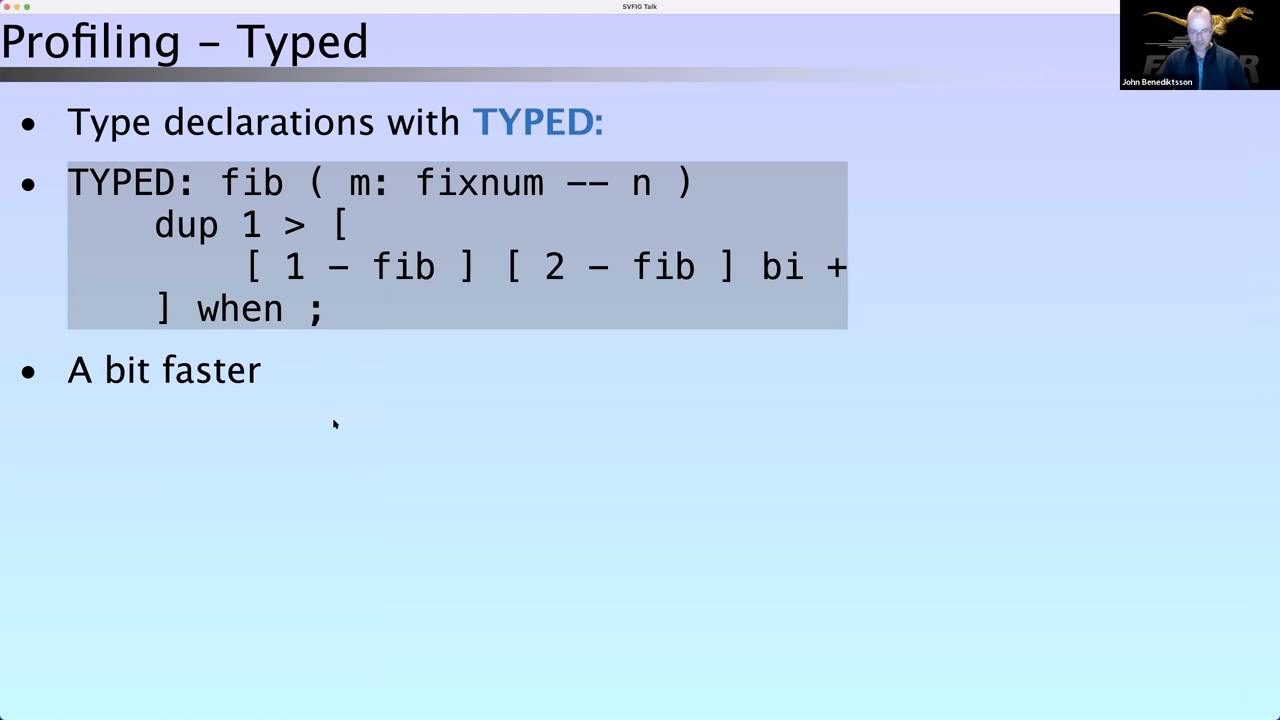 SVFIG Talk
Profiling – Typed
John Benediktsson
• Type declarations with TYPED:
• TYPED: fib ( m: fixnum -- n )
dup 1 > [
[ 1 - fib ] [ 2 - fib ] bi +
] when ;
• A bit faster